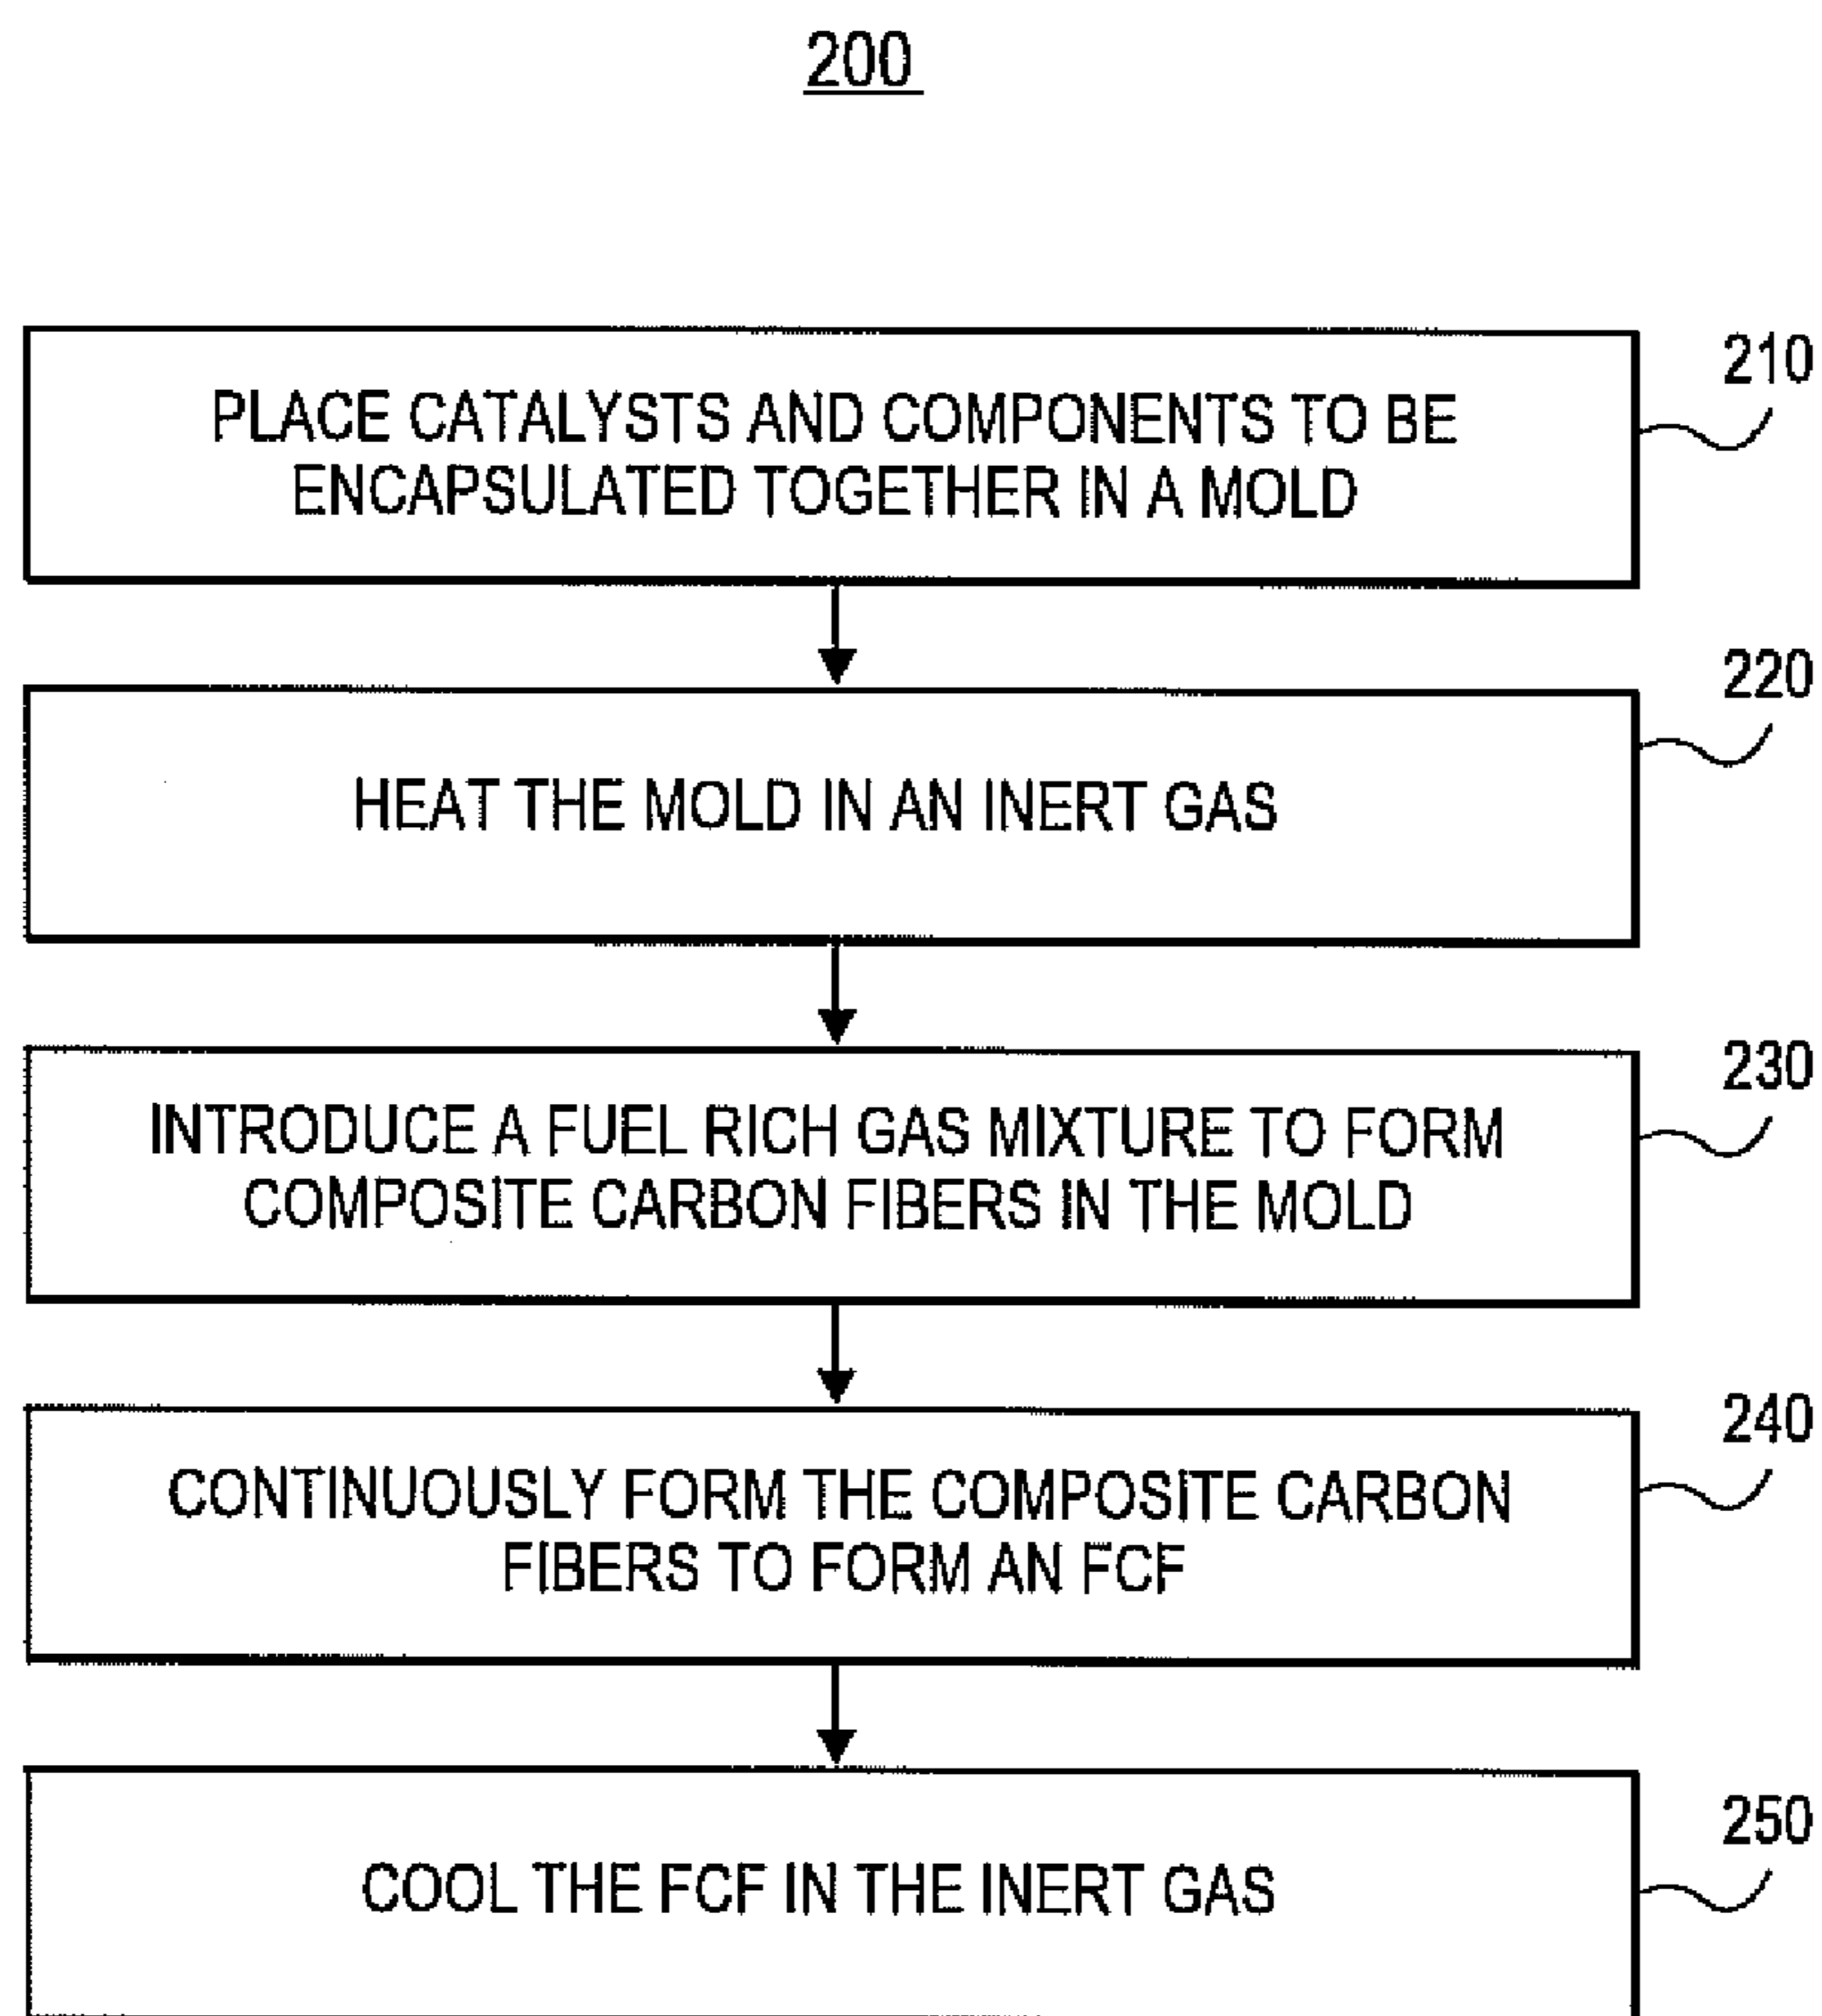 200
PLACE CATALYSTS AND COMPONENTS TO BE
ENCAPSULATED TOGETHER IN A MOLD
210
HEAT THE MOLD IN AN INERT GAS
220
INTRODUCE A FUEL RICH GAS MIXTURE TO FORM
COMPOSITE CARBON FIBERS IN THE MOLD
230
CONTINUOUSLY FORM THE COMPOSITE CARBON
FIBERS TO FORM AN FCF
240
COOL THE FCF IN THE INERT GAS
250